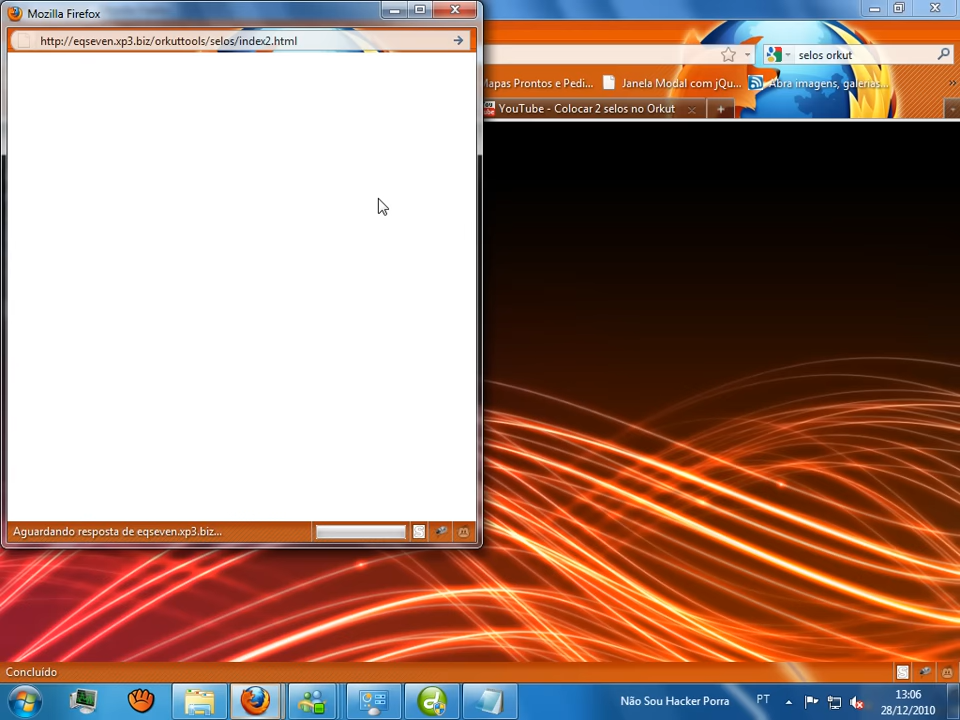 Mozilla Firefox
http://eqseven.xp3.biz/orkuttools/selos/index2.html
selos orkut
Mapas Prontos e Pedi...
Janela Modal com jQu...
Abra imagens, galerias...
YouTube - Colocar 2 selos no Orkut
Aguardando resposta de eqseven.xp3.biz...
Concluído
Não Sou Hacker Porra
PT
13:06
28/12/2010